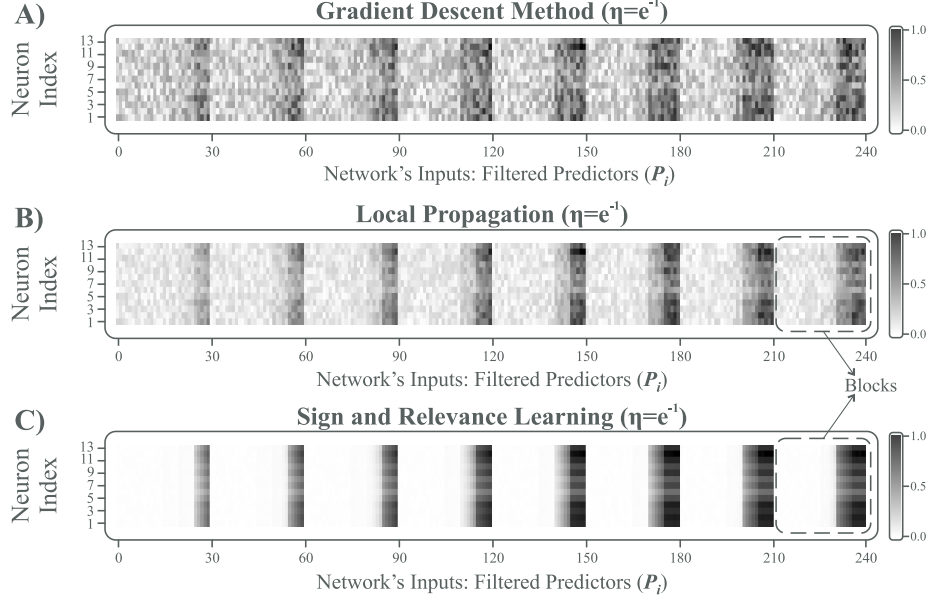 A)
Gradient Descent Method (η=e⁻¹)
Neuron
Index
13
11
9
7
5
3
1
1.0
0.5
0.0
0 30 60 90 120 150 180 210 240
Network's Inputs: Filtered Predictors (Pᵢ)
B)
Local Propagation (η=e⁻¹)
Neuron
Index
13
11
9
7
5
3
1
1.0
0.5
0.0
0 30 60 90 120 150 180 210 240
Network's Inputs: Filtered Predictors (Pᵢ)
Blocks
C)
Sign and Relevance Learning (η=e⁻¹)
Neuron
Index
13
11
9
7
5
3
1
1.0
0.5
0.0
0 30 60 90 120 150 180 210 240
Network's Inputs: Filtered Predictors (Pᵢ)